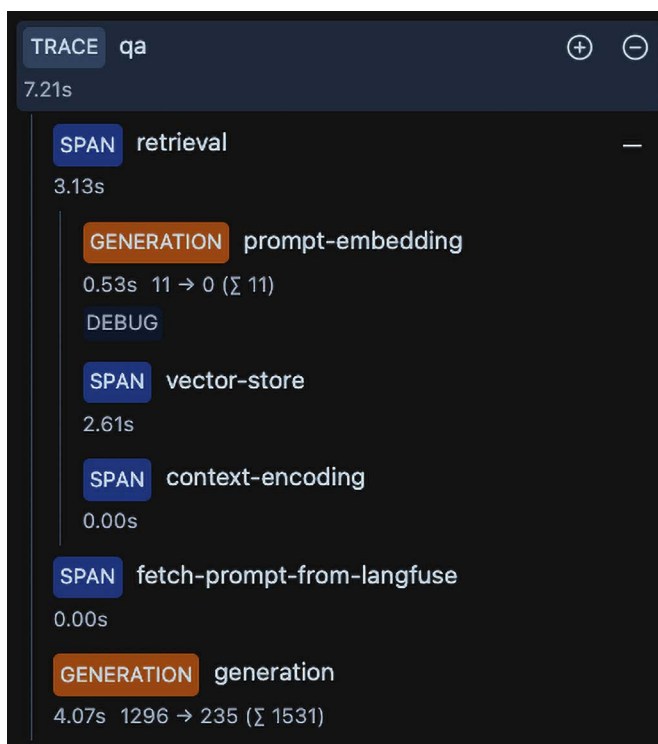 TRACE qa
7.21s
SPAN retrieval
3.13s
GENERATION prompt-embedding
0.53s 11 → 0 (∑ 11)
DEBUG
SPAN vector-store
2.61s
SPAN context-encoding
0.00s
SPAN fetch-prompt-from-langfuse
0.00s
GENERATION generation
4.07s 1296 → 235 (∑ 1531)